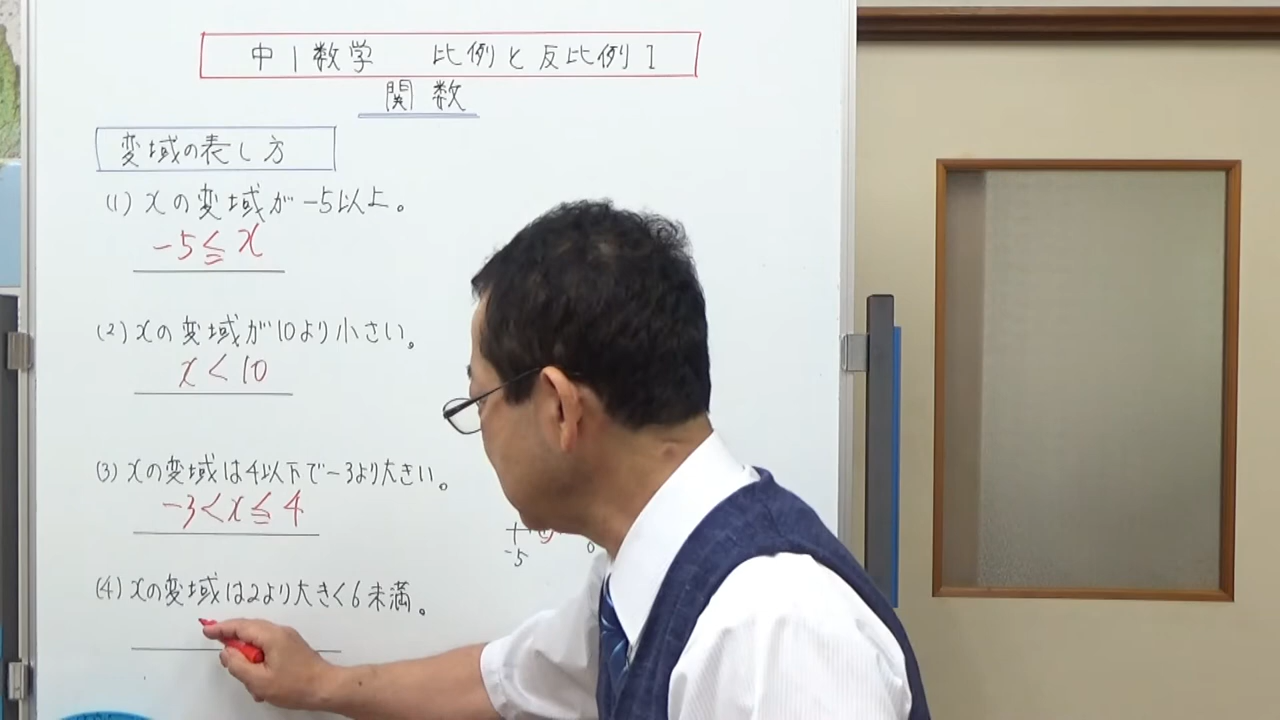 中1数学 比例と反比例I
関数
変域の表し方
(1) xの変域が-5以上。
-5≦x
(2) xの変域が10より小さい。
x<10
(3) xの変域は4以下で-3より大きい。
-3<x≦4
(4) xの変域は2より大きく6未満。
-5 0